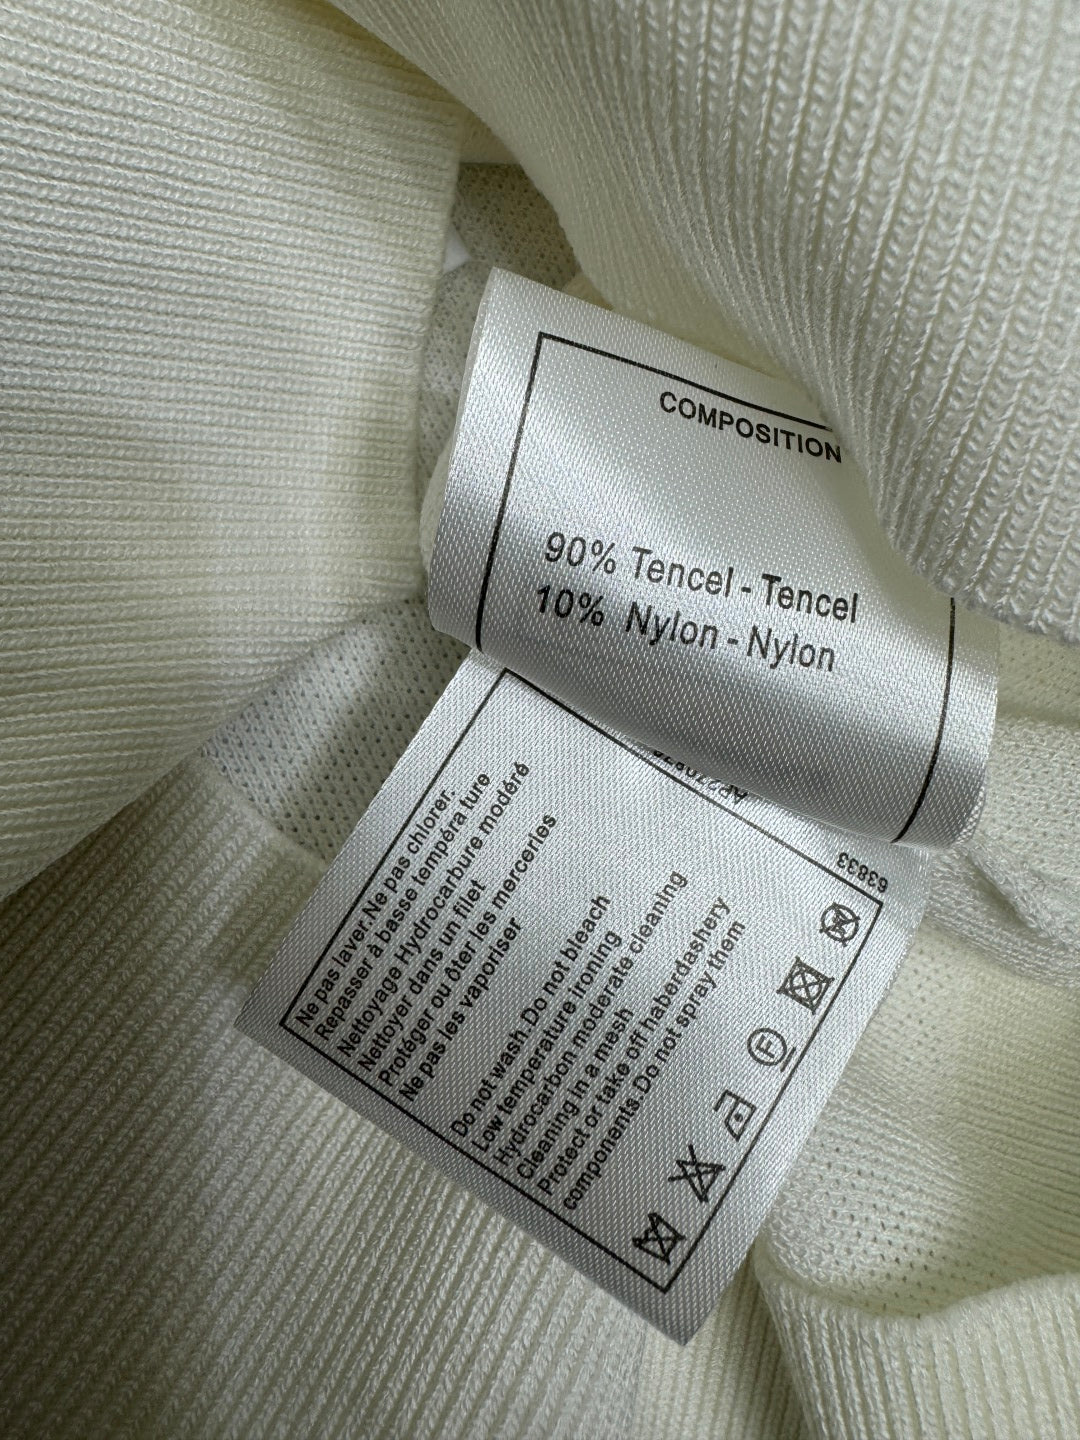 COMPOSITION
90% Tencel - Tencel
10% Nylon - Nylon
63833
Ne pas laver.Ne pas chlorer.
Repasser à basse tempéra ture
Nettoyage Hydrocarbure modéré
Nettoyer dans un filet
Protéger ou ôter les merceries
Ne pas les vaporiser
Do not wash.Do not bleach
Low temperature ironing
Hydrocarbon moderate cleaning
Cleaning in a mesh
Protect or take off haberdashery
components.Do not spray them
F